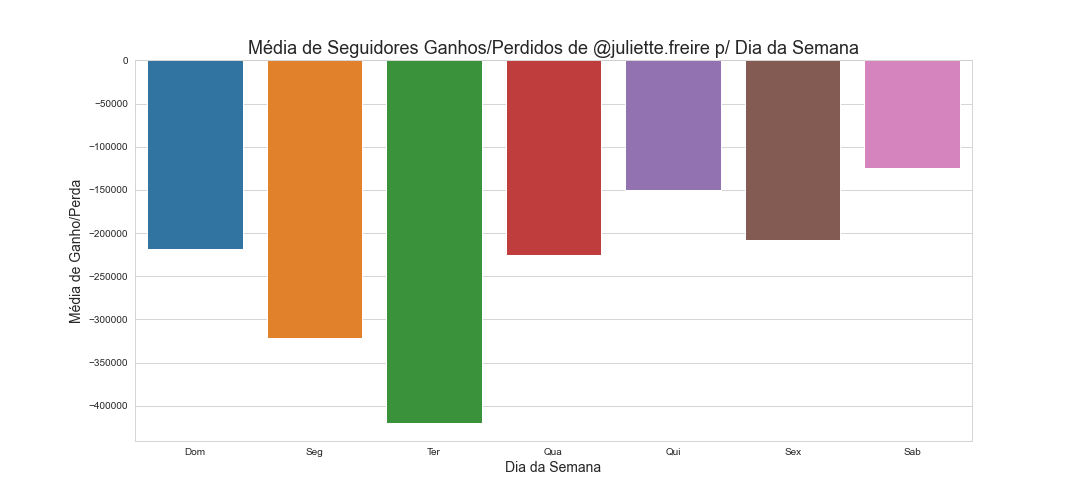 Média de Seguidores Ganhos/Perdidos de @juliette.freire p/ Dia da Semana
Média de Ganho/Perda
0
−50000
−100000
−150000
−200000
−250000
−300000
−350000
−400000
Dom Seg Ter Qua Qui Sex Sab
Dia da Semana